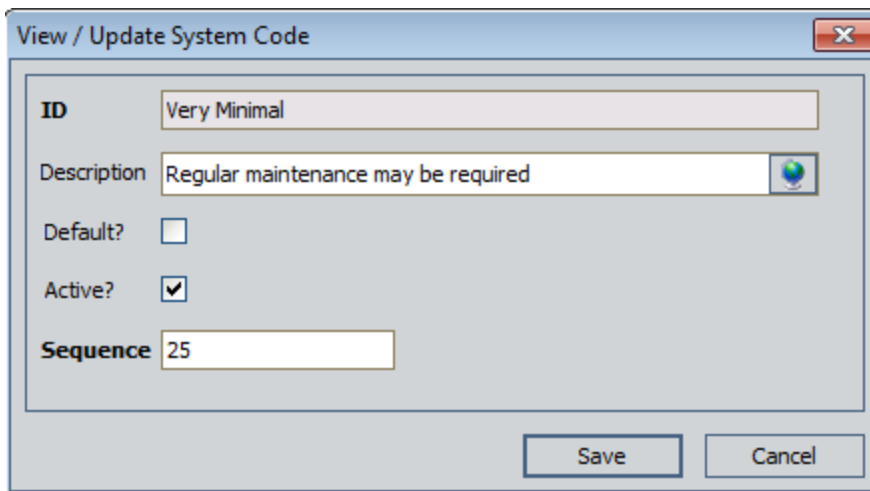 View / Update System Code
ID Very Minimal
Description Regular maintenance may be required
Default?
Active?
Sequence 25
Save Cancel